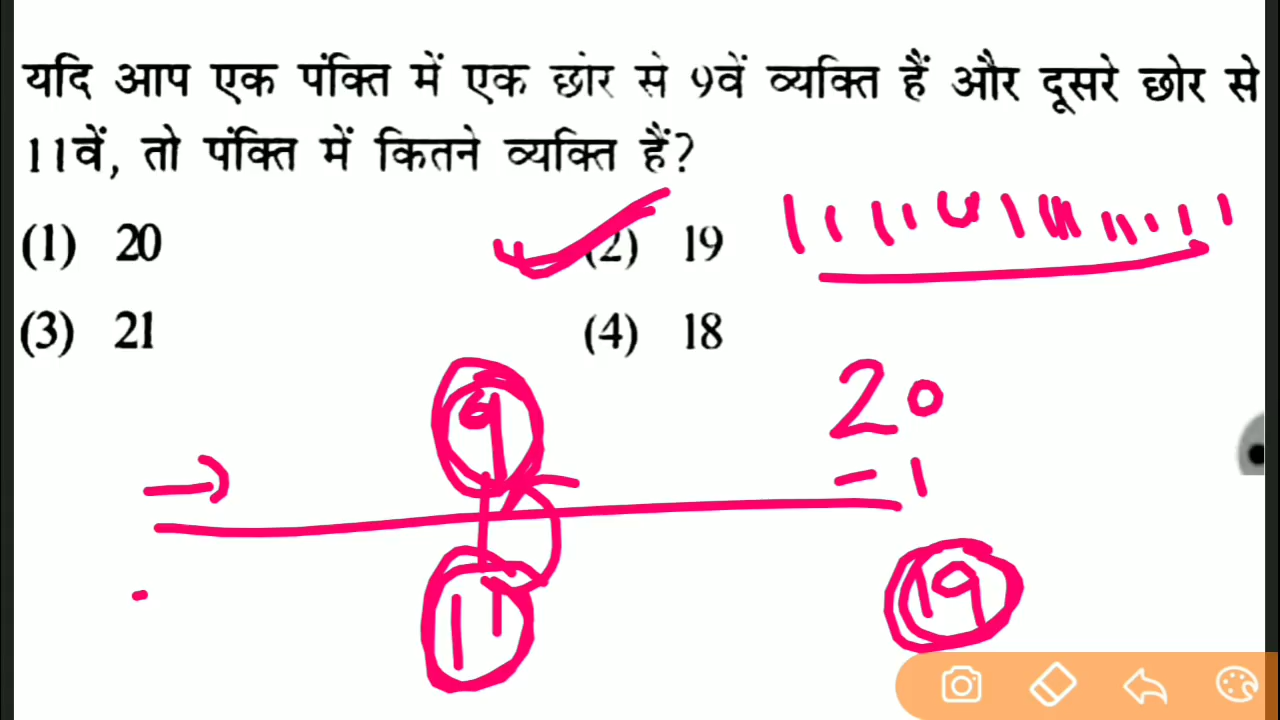 यदि आप एक पंक्ति में एक छोर से 9वें व्यक्ति हैं और दूसरे छोर से
11वें, तो पंक्ति में कितने व्यक्ति हैं?
(1) 20 (2) 19
(3) 21 (4) 18
9
20
-1
11
19